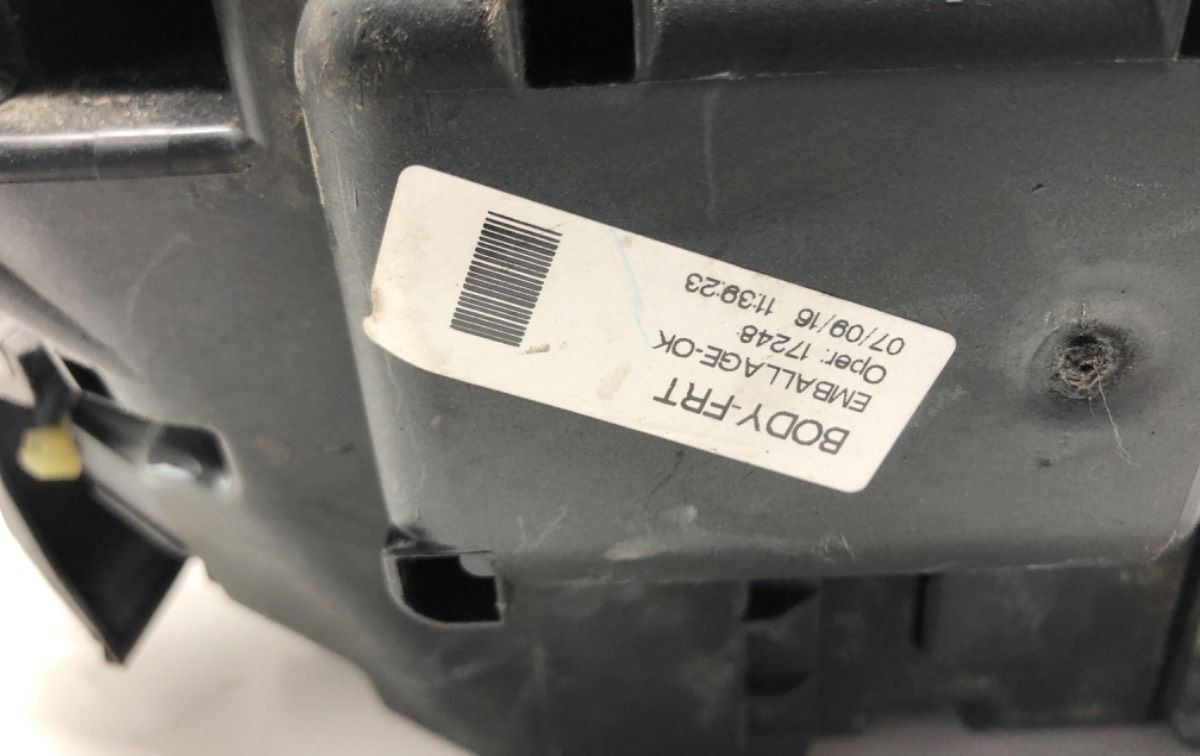 BODY-FRT
EMBALLAGE-OK
Oper: 17248
07/09/16 11:39:23